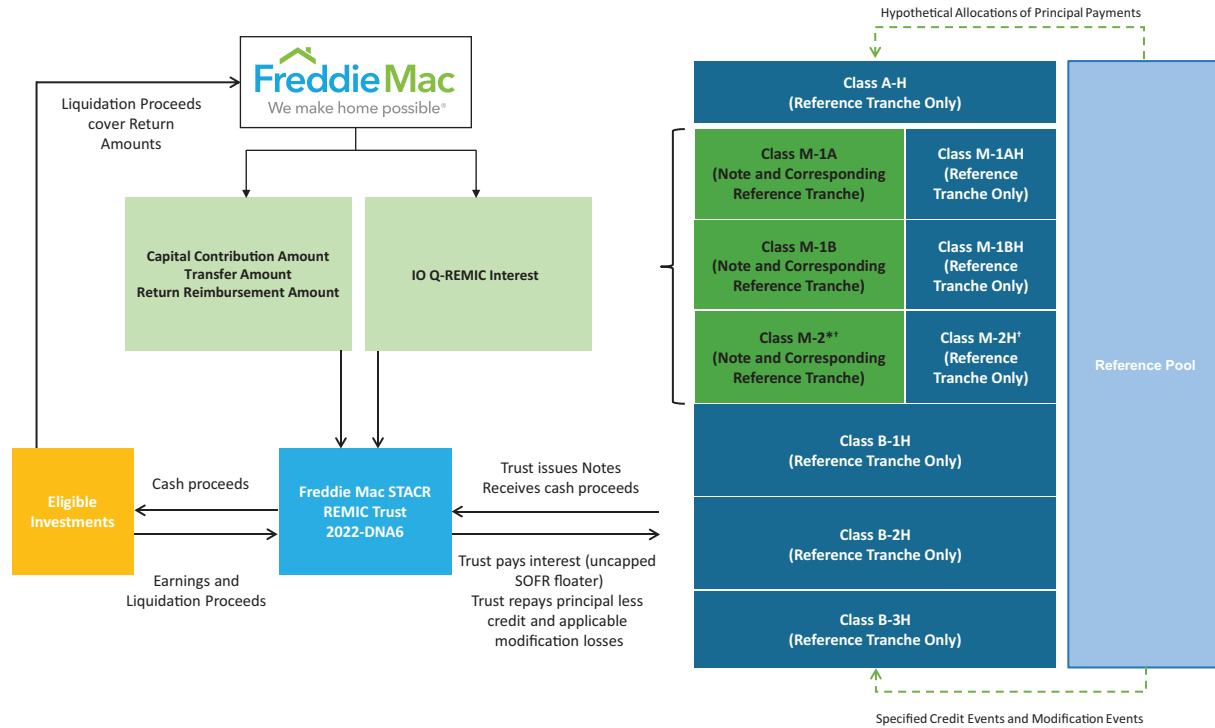 Hypothetical Allocations of Principal Payments
Freddie Mac
We make home possible®
Liquidation Proceeds
cover Return
Amounts
Capital Contribution Amount
Transfer Amount
Return Reimbursement Amount
IO Q-REMIC Interest
Eligible
Investments
Cash proceeds
Earnings and
Liquidation Proceeds
Freddie Mac STACR
REMIC Trust
2022-DNA6
Trust issues Notes
Receives cash proceeds
Trust pays interest (uncapped
SOFR floater)
Trust repays principal less
credit and applicable
modification losses
Class A-H
(Reference Tranche Only)
Class M-1A
(Note and Corresponding
Reference Tranche)
Class M-1AH
(Reference
Tranche Only)
Class M-1B
(Note and Corresponding
Reference Tranche)
Class M-1BH
(Reference
Tranche Only)
Class M-2*†
(Note and Corresponding
Reference Tranche)
Class M-2H†
(Reference
Tranche Only)
Class B-1H
(Reference Tranche Only)
Class B-2H
(Reference Tranche Only)
Class B-3H
(Reference Tranche Only)
Reference Pool
Specified Credit Events and Modification Events